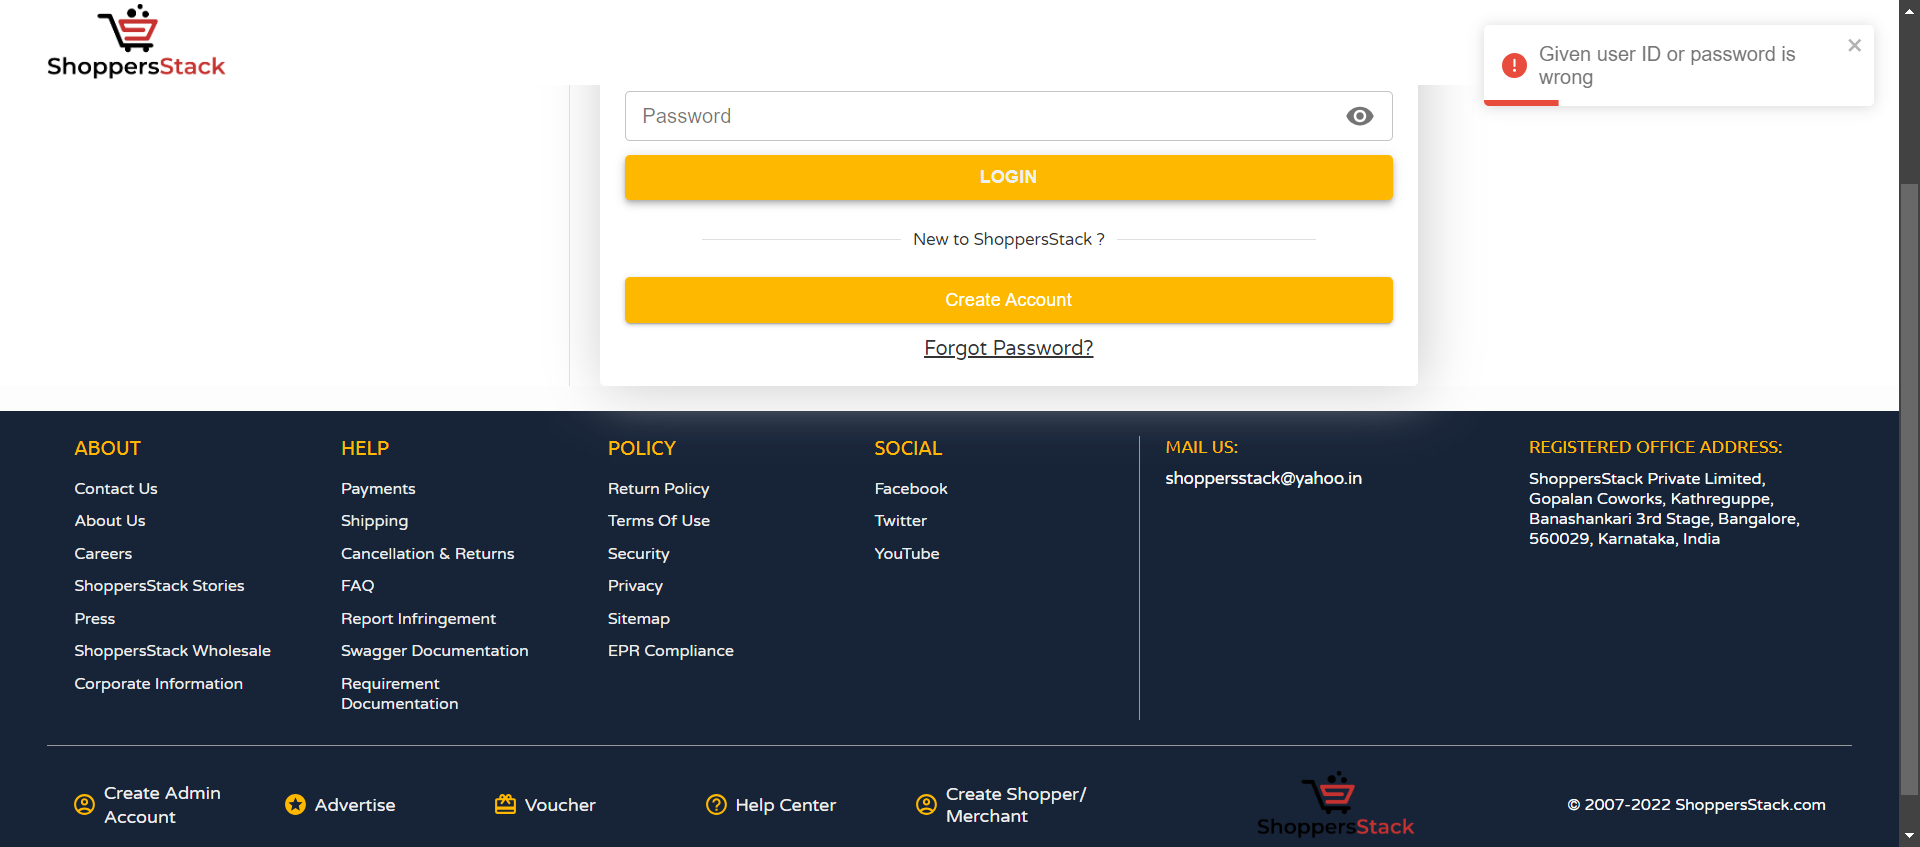 ShoppersStack
Given user ID or password is
wrong
Password
LOGIN
New to ShoppersStack ?
Create Account
Forgot Password?
ABOUT
Contact Us
About Us
Careers
ShoppersStack Stories
Press
ShoppersStack Wholesale
Corporate Information
HELP
Payments
Shipping
Cancellation & Returns
FAQ
Report Infringement
Swagger Documentation
Requirement
Documentation
POLICY
Return Policy
Terms Of Use
Security
Privacy
Sitemap
EPR Compliance
SOCIAL
Facebook
Twitter
YouTube
MAIL US:
shoppersstack@yahoo.in
REGISTERED OFFICE ADDRESS:
ShoppersStack Private Limited,
Gopalan Coworks, Kathreguppe,
Banashankari 3rd Stage, Bangalore,
560029, Karnataka, India
Create Admin
Account
Advertise
Voucher
Help Center
Create Shopper/
Merchant
ShoppersStack
© 2007-2022 ShoppersStack.com